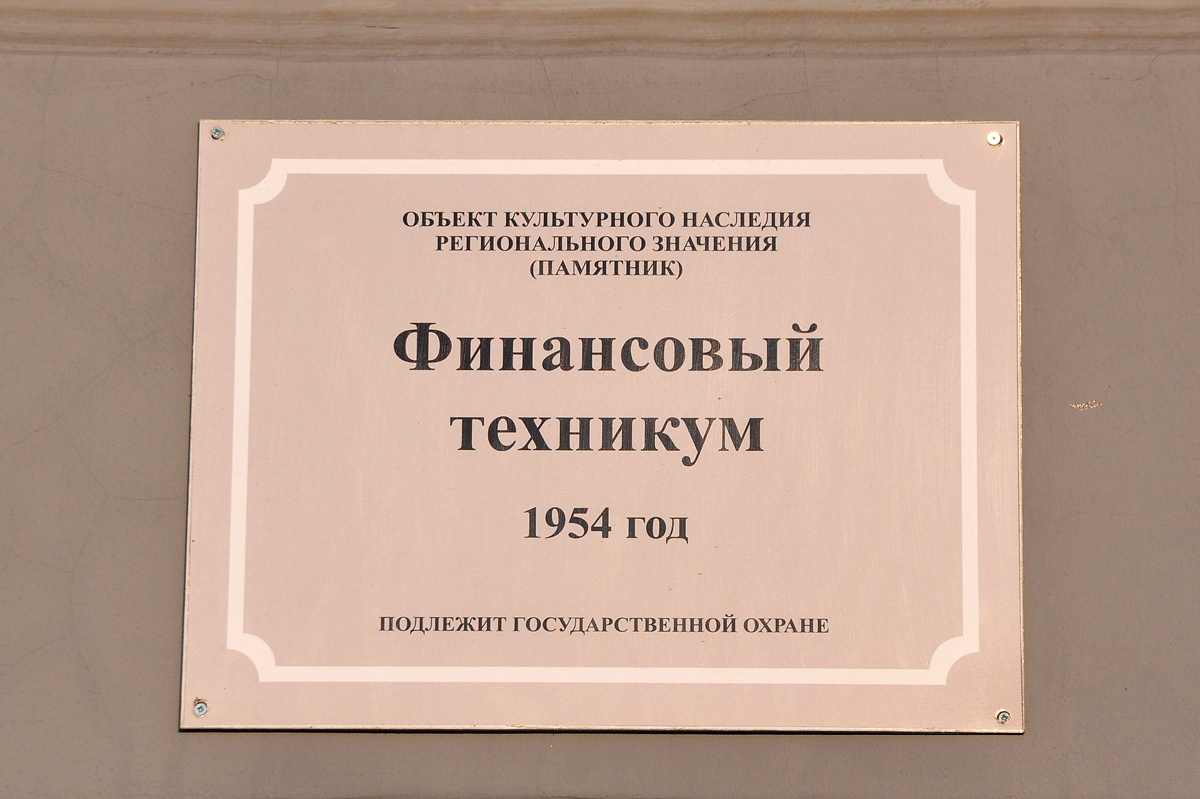 ОБЪЕКТ КУЛЬТУРНОГО НАСЛЕДИЯ
РЕГИОНАЛЬНОГО ЗНАЧЕНИЯ
(ПАМЯТНИК)
Финансовый
техникум
1954 год
ПОДЛЕЖИТ ГОСУДАРСТВЕННОЙ ОХРАНЕ